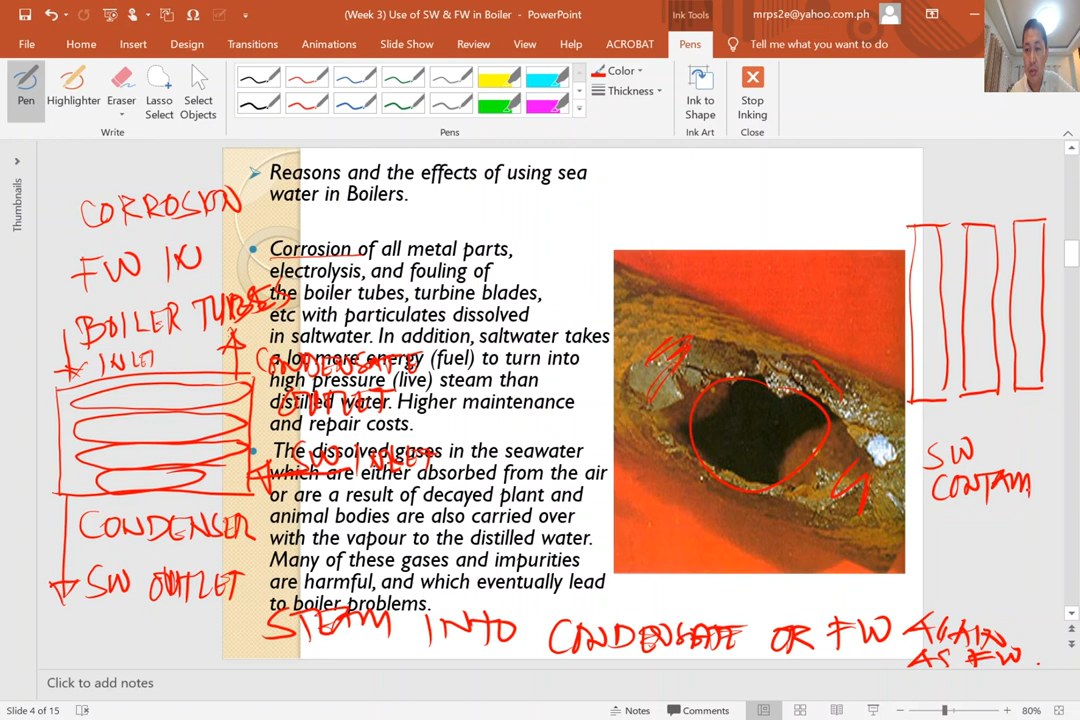 (Week 3) Use of SW & FW in Boiler - PowerPoint
Ink Tools
mrps2e@yahoo.com.ph
File Home Insert Design Transitions Animations Slide Show Review View Help ACROBAT Pens Tell me what you want to do
Pen Highlighter Eraser Lasso Select Select Objects
Color
Thickness
Ink to Shape
Stop Inking
Write Pens Ink Art Close
Thumbnails
Reasons and the effects of using sea
water in Boilers.
Corrosion of all metal parts,
electrolysis, and fouling of
the boiler tubes, turbine blades,
etc with particulates dissolved
in saltwater. In addition, saltwater takes
a lot more energy (fuel) to turn into
high pressure (live) steam than
distilled water. Higher maintenance
and repair costs.
The dissolved gases in the seawater
which are either absorbed from the air
or are a result of decayed plant and
animal bodies are also carried over
with the vapour to the distilled water.
Many of these gases and impurities
are harmful, and which eventually lead
to boiler problems.
CORROSION
FW IN
BOILER TUBES
INLET
CONDENSATE
OUTLET
SW INLET
CONDENSER
SW OUTLET
SW
CONTAM
STEAM INTO CONDENSATE OR FW AGAIN
AS FW.
Click to add notes
Slide 4 of 15
Notes
Comments
80%